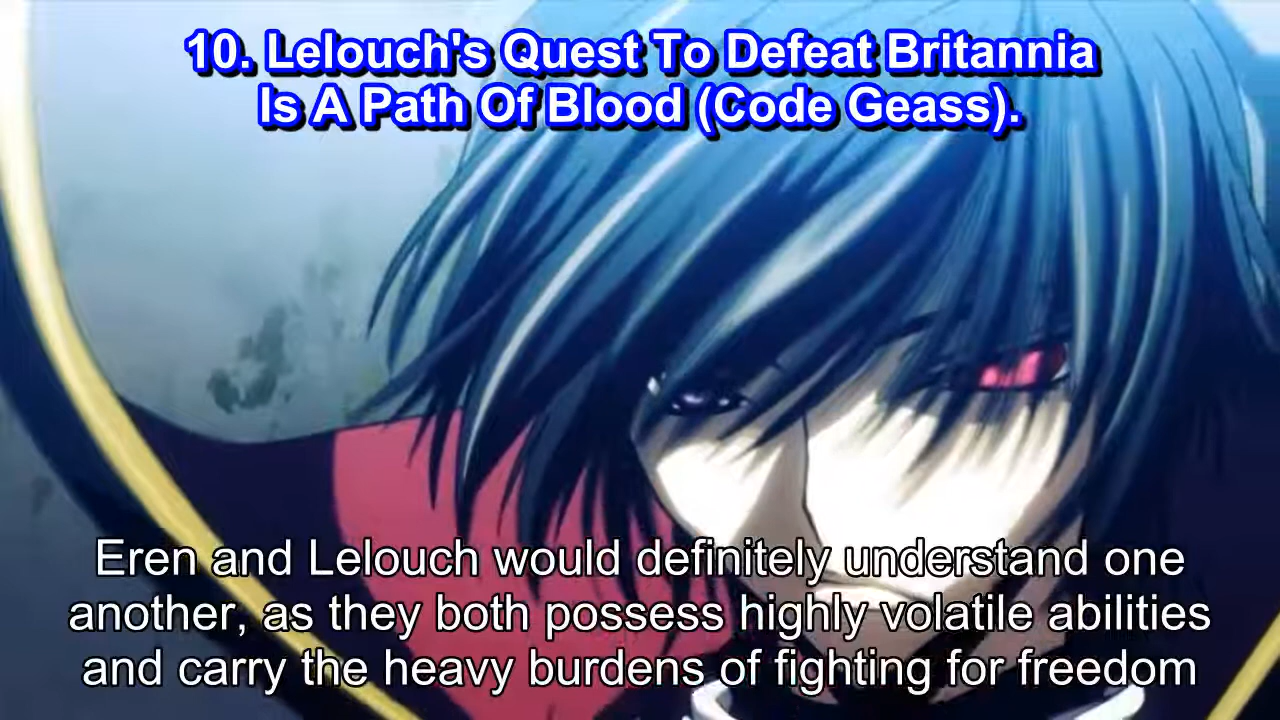 10. Lelouch's Quest To Defeat Britannia
Is A Path Of Blood (Code Geass).
Eren and Lelouch would definitely understand one
another, as they both possess highly volatile abilities
and carry the heavy burdens of fighting for freedom